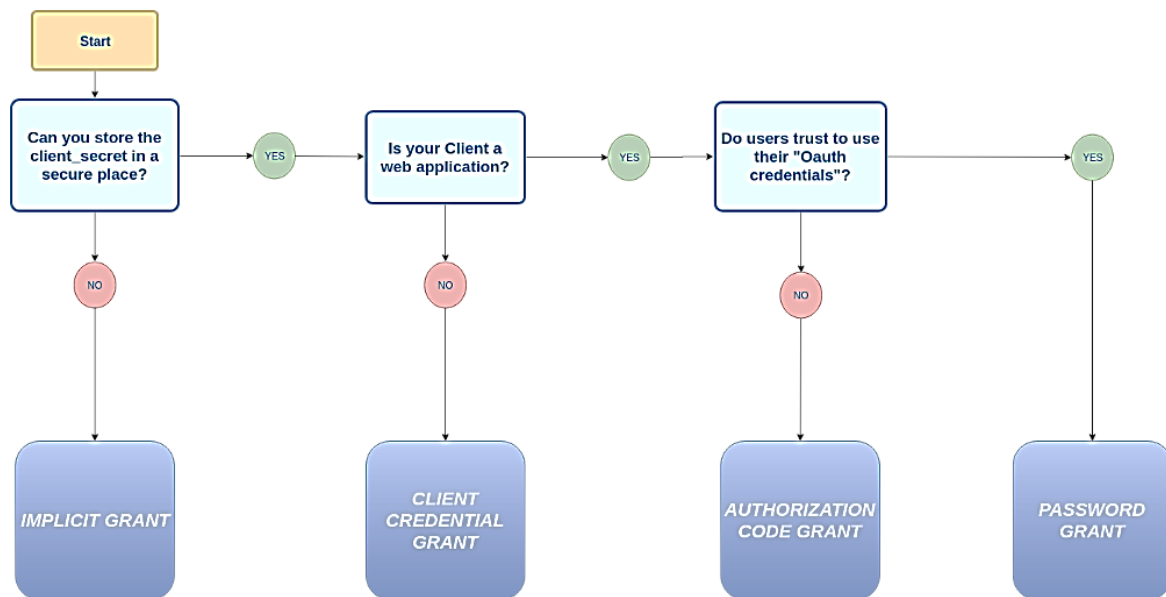 Start
Can you store the
client_secret in a
secure place?
YES
Is your Client a
web application?
YES
Do users trust to use
their "Oauth
credentials"?
YES
NO
NO
NO
IMPLICIT GRANT
CLIENT
CREDENTIAL
GRANT
AUTHORIZATION
CODE GRANT
PASSWORD
GRANT